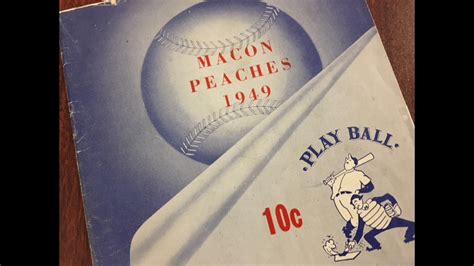 MACON
PEACHES
1949
·PLAY BALL·
10c